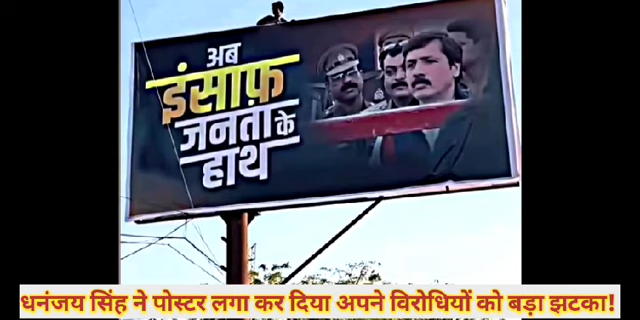 अब
इंसाफ़
जनता के
हाथ
धनंजय सिंह ने पोस्टर लगा कर दिया अपने विरोधियों को बड़ा झटका!